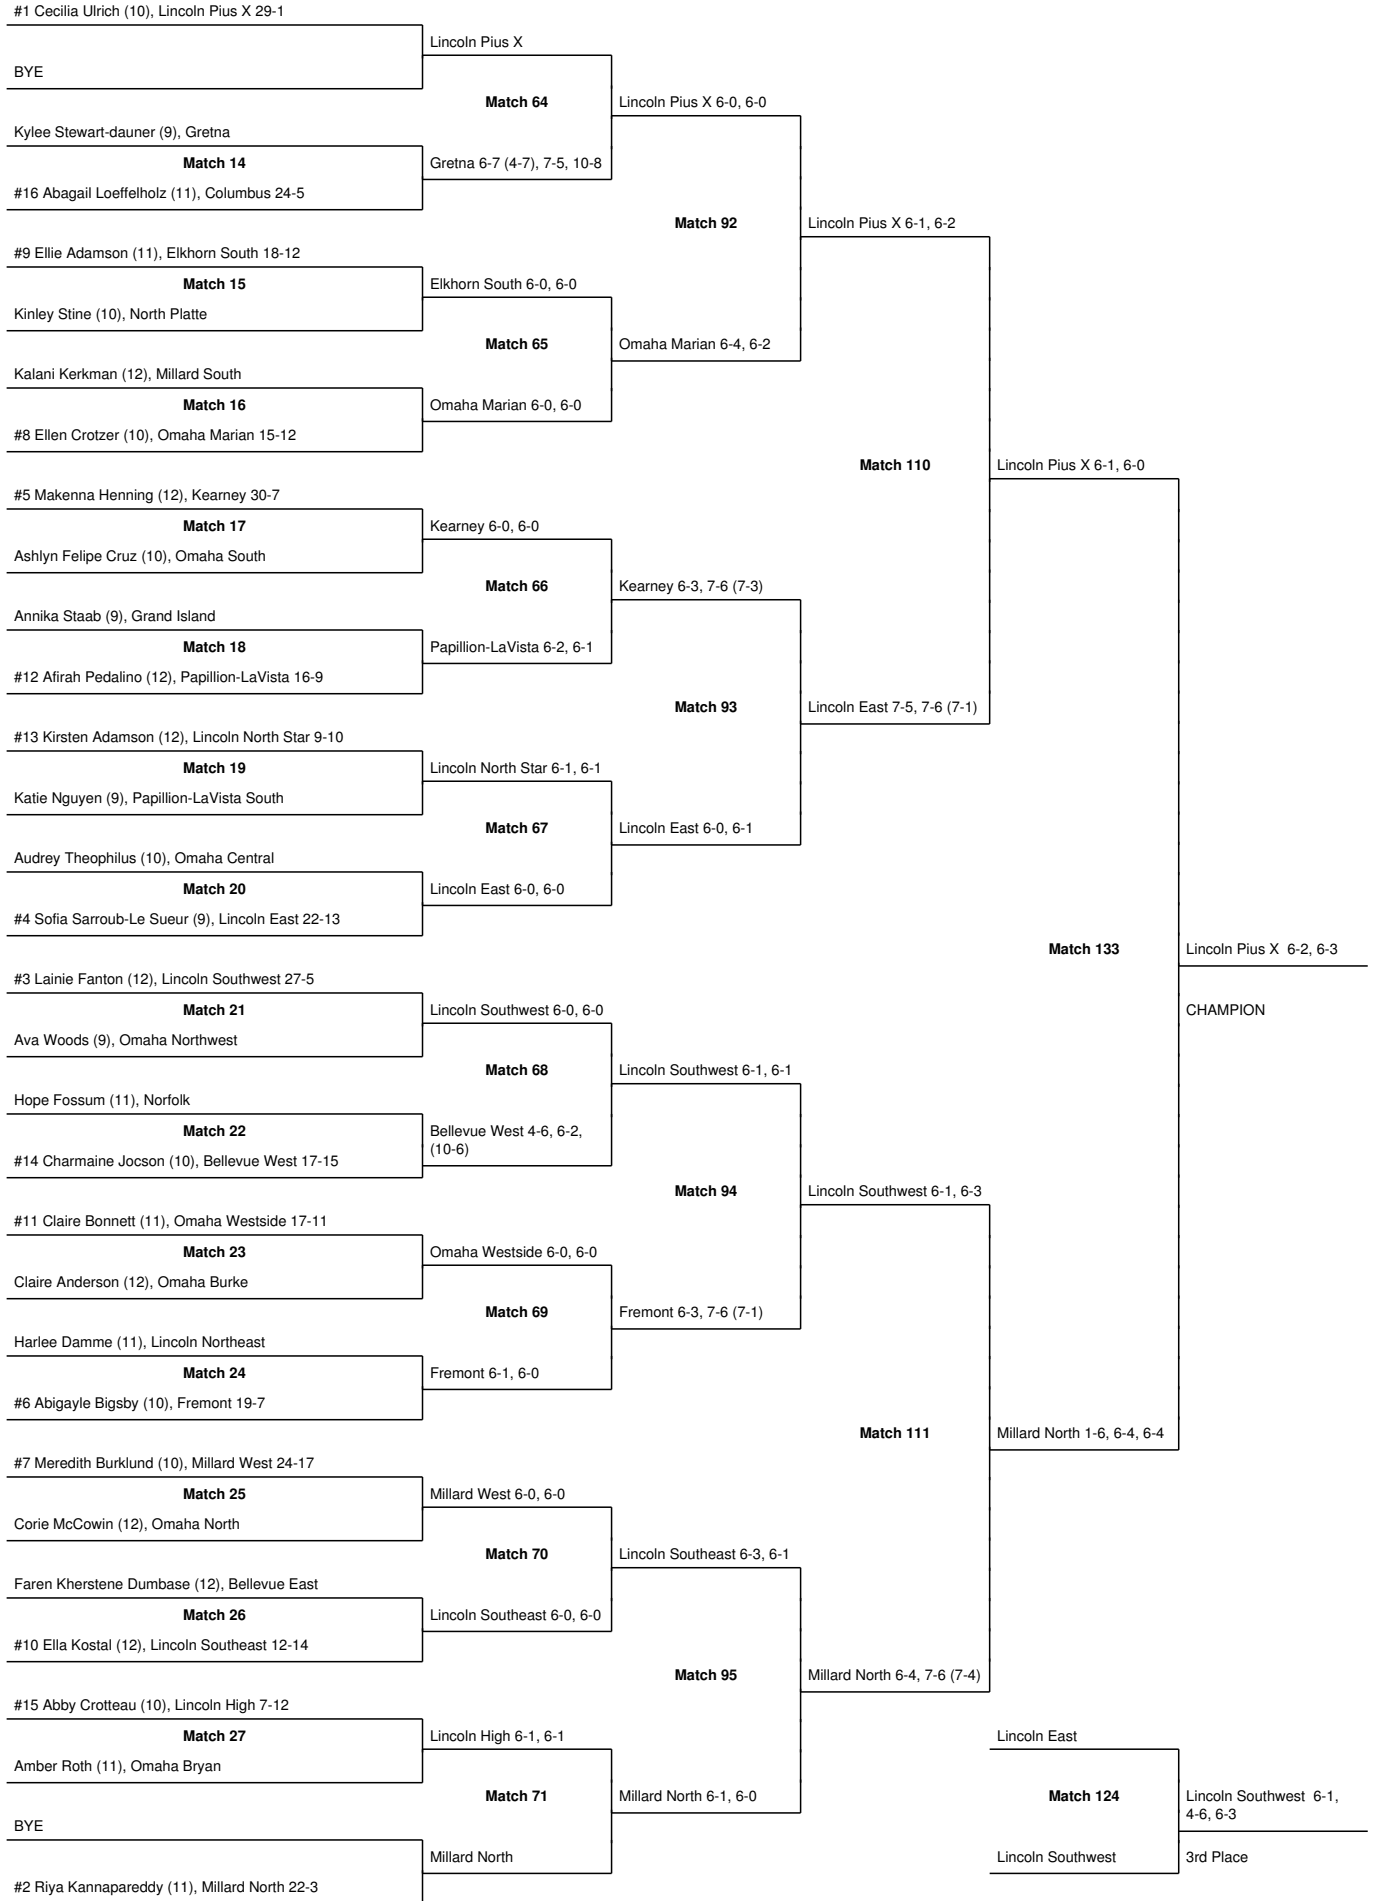 #1 Cecilia Ulrich (10), Lincoln Pius X 29-1
Lincoln Pius X
BYE
Match 64
Lincoln Pius X 6-0, 6-0
Kylee Stewart-dauner (9), Gretna
Match 14
Gretna 6-7 (4-7), 7-5, 10-8
#16 Abagail Loeffelholz (11), Columbus 24-5
Match 92
Lincoln Pius X 6-1, 6-2
#9 Ellie Adamson (11), Elkhorn South 18-12
Match 15
Elkhorn South 6-0, 6-0
Kinley Stine (10), North Platte
Match 65
Omaha Marian 6-4, 6-2
Kalani Kerkman (12), Millard South
Match 16
Omaha Marian 6-0, 6-0
#8 Ellen Crotzer (10), Omaha Marian 15-12
Match 110
Lincoln Pius X 6-1, 6-0
#5 Makenna Henning (12), Kearney 30-7
Match 17
Kearney 6-0, 6-0
Ashlyn Felipe Cruz (10), Omaha South
Match 66
Kearney 6-3, 7-6 (7-3)
Annika Staab (9), Grand Island
Match 18
Papillion-LaVista 6-2, 6-1
#12 Afirah Pedalino (12), Papillion-LaVista 16-9
Match 93
Lincoln East 7-5, 7-6 (7-1)
#13 Kirsten Adamson (12), Lincoln North Star 9-10
Match 19
Lincoln North Star 6-1, 6-1
Katie Nguyen (9), Papillion-LaVista South
Match 67
Lincoln East 6-0, 6-1
Audrey Theophilus (10), Omaha Central
Match 20
Lincoln East 6-0, 6-0
#4 Sofia Sarroub-Le Sueur (9), Lincoln East 22-13
Match 133
Lincoln Pius X 6-2, 6-3
#3 Lainie Fanton (12), Lincoln Southwest 27-5
Match 21
Lincoln Southwest 6-0, 6-0
CHAMPION
Ava Woods (9), Omaha Northwest
Match 68
Lincoln Southwest 6-1, 6-1
Hope Fossum (11), Norfolk
Match 22
Bellevue West 4-6, 6-2,
(10-6)
#14 Charmaine Jocson (10), Bellevue West 17-15
Match 94
Lincoln Southwest 6-1, 6-3
#11 Claire Bonnett (11), Omaha Westside 17-11
Match 23
Omaha Westside 6-0, 6-0
Claire Anderson (12), Omaha Burke
Match 69
Fremont 6-3, 7-6 (7-1)
Harlee Damme (11), Lincoln Northeast
Match 24
Fremont 6-1, 6-0
#6 Abigayle Bigsby (10), Fremont 19-7
Match 111
Millard North 1-6, 6-4, 6-4
#7 Meredith Burklund (10), Millard West 24-17
Match 25
Millard West 6-0, 6-0
Corie McCowin (12), Omaha North
Match 70
Lincoln Southeast 6-3, 6-1
Faren Kherstene Dumbase (12), Bellevue East
Match 26
Lincoln Southeast 6-0, 6-0
#10 Ella Kostal (12), Lincoln Southeast 12-14
Match 95
Millard North 6-4, 7-6 (7-4)
#15 Abby Crotteau (10), Lincoln High 7-12
Match 27
Lincoln High 6-1, 6-1
Lincoln East
Amber Roth (11), Omaha Bryan
Match 71
Millard North 6-1, 6-0
Match 124
Lincoln Southwest 6-1,
4-6, 6-3
BYE
Millard North
Lincoln Southwest
3rd Place
#2 Riya Kannapareddy (11), Millard North 22-3